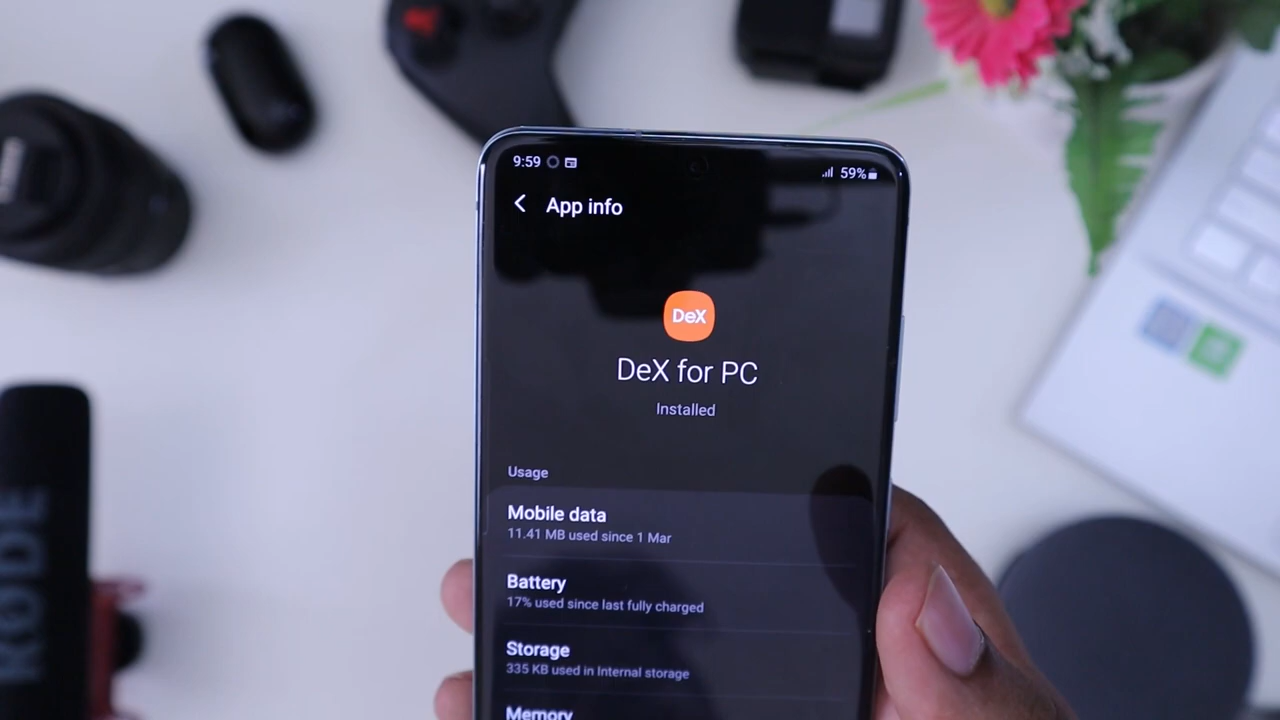 9:59
59%
App info
DeX
DeX for PC
Installed
Usage
Mobile data
11.41 MB used since 1 Mar
Battery
17% used since last fully charged
Storage
335 KB used in Internal storage
Memory
RODE